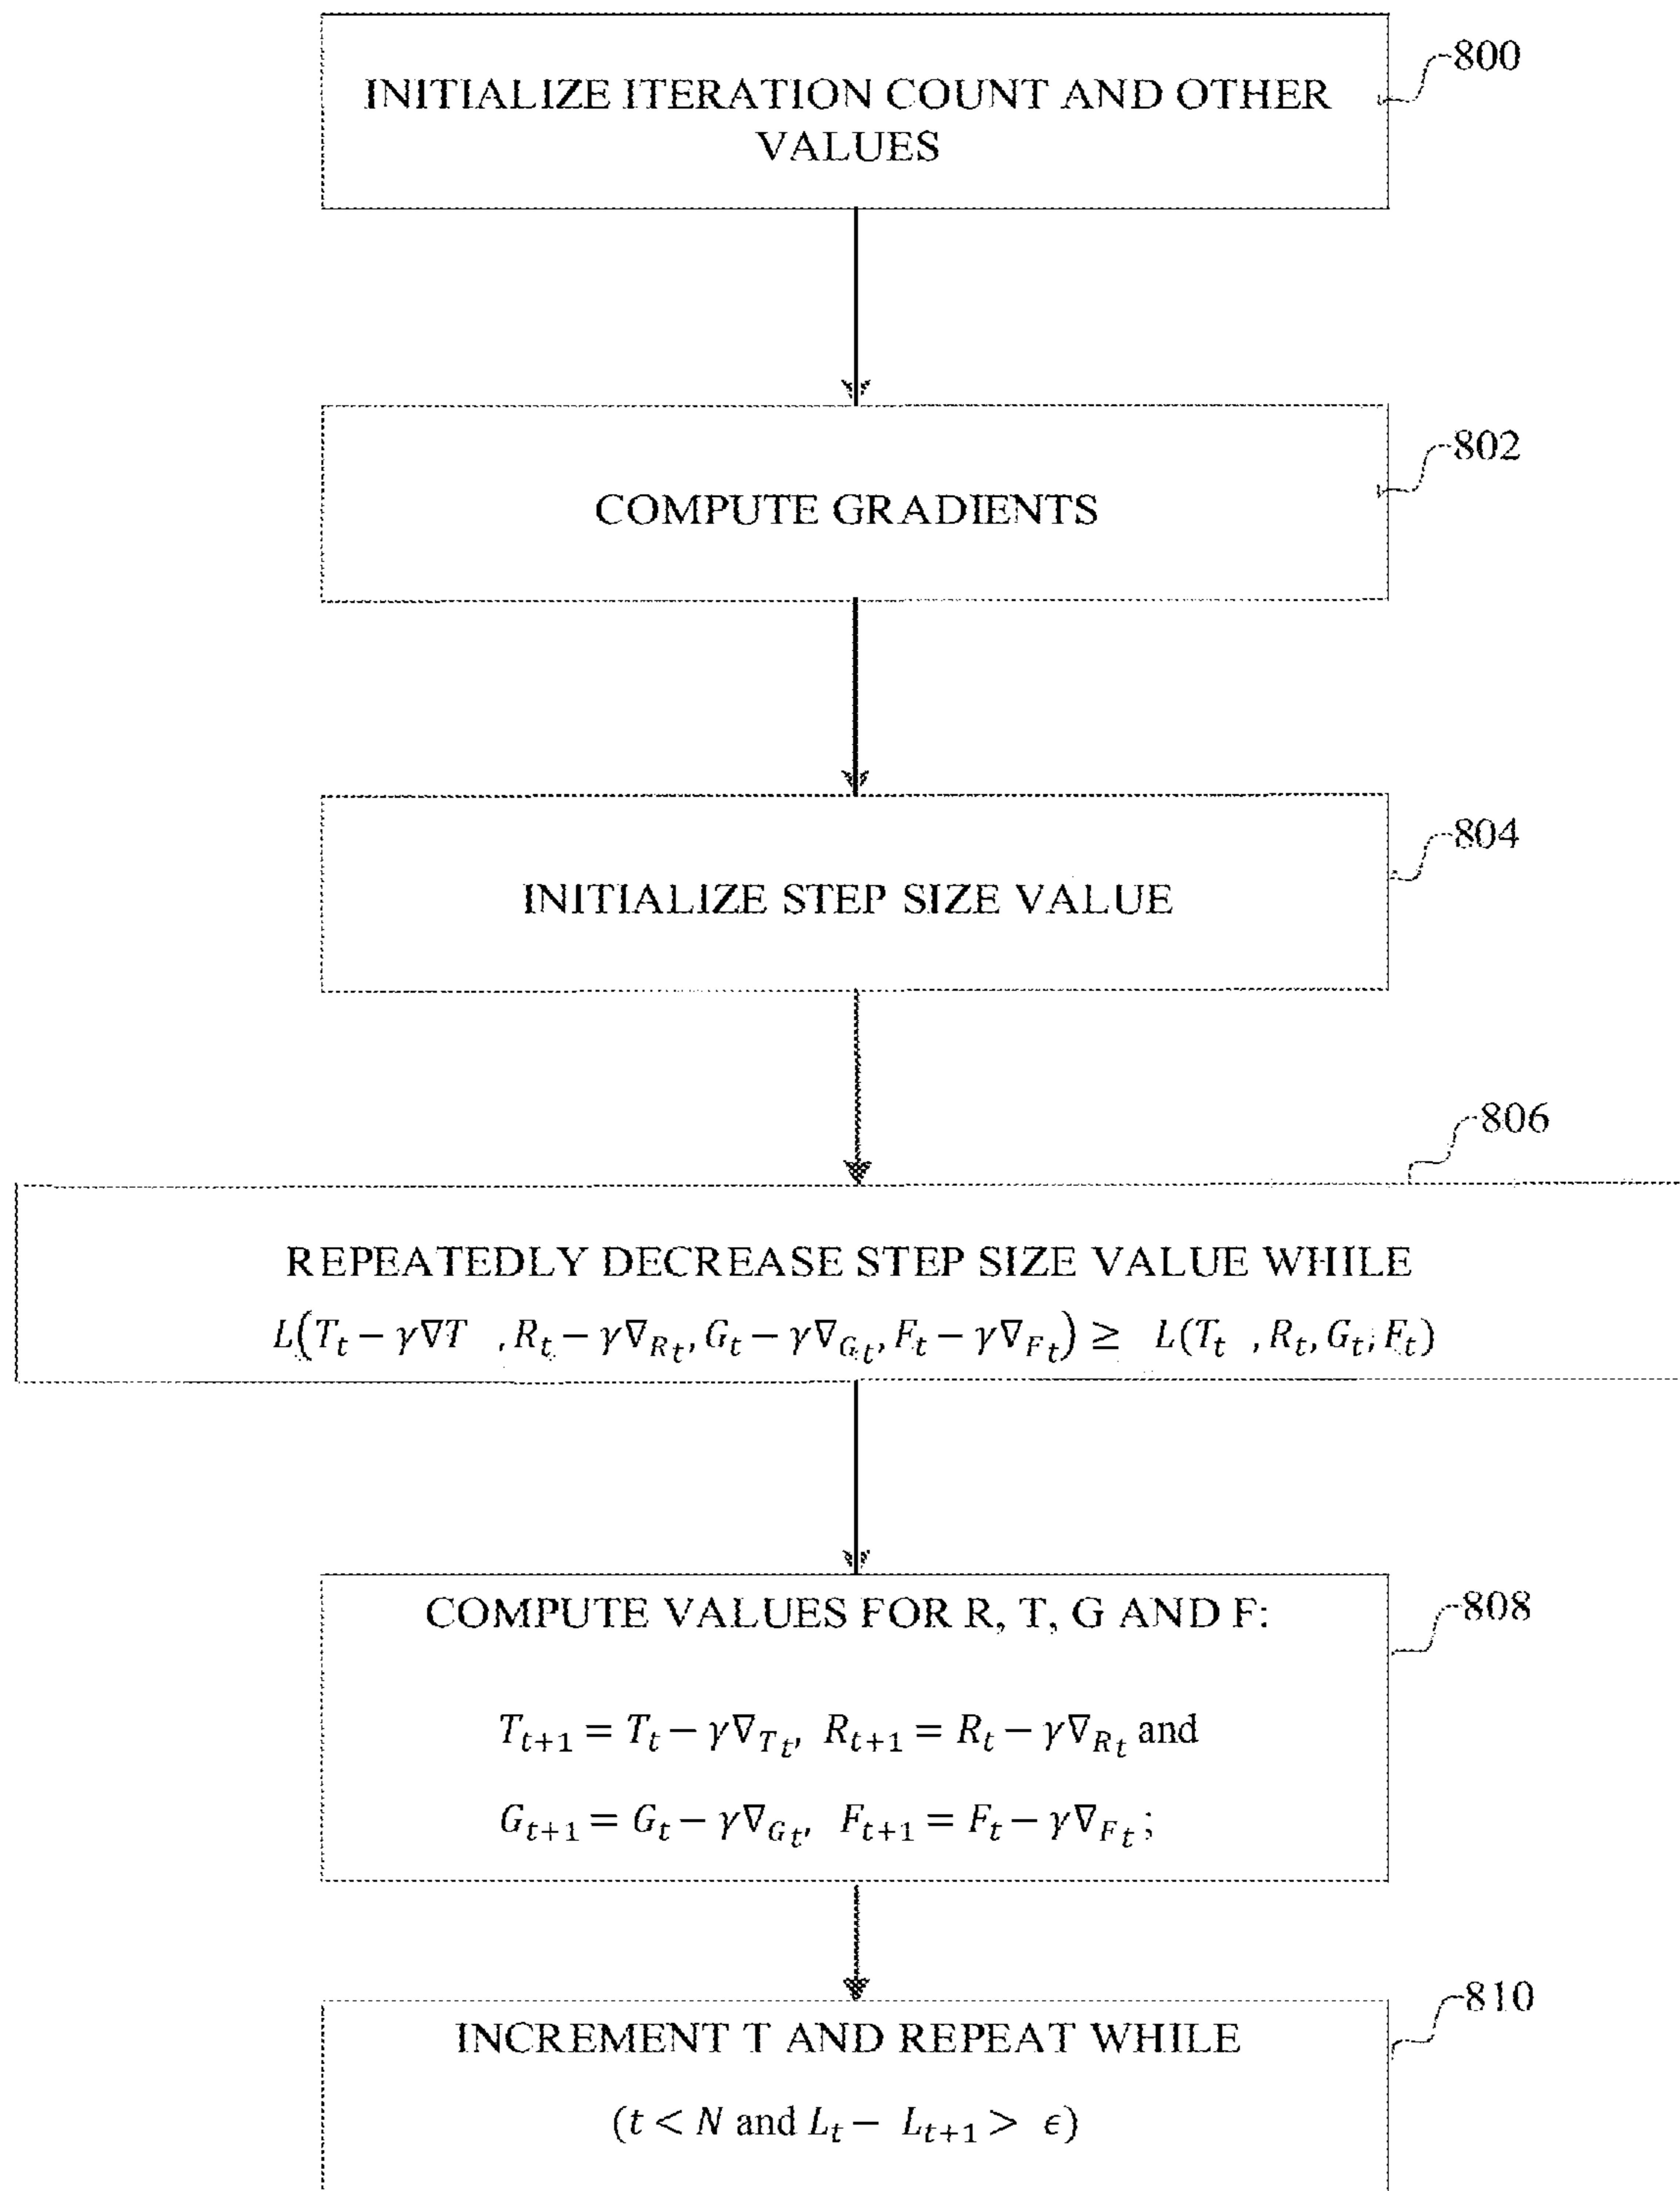 800
INITIALIZE ITERATION COUNT AND OTHER
VALUES
802
COMPUTE GRADIENTS
804
INITIALIZE STEP SIZE VALUE
806
REPEATEDLY DECREASE STEP SIZE VALUE WHILE
L(T_t − γ∇T , R_t − γ∇_{R_t}, G_t − γ∇_{G_t}, F_t − γ∇_{F_t}) ≥ L(T_t , R_t, G_t, F_t)
808
COMPUTE VALUES FOR R, T, G AND F:
T_{t+1} = T_t − γ∇_{T_t}, R_{t+1} = R_t − γ∇_{R_t} and
G_{t+1} = G_t − γ∇_{G_t}, F_{t+1} = F_t − γ∇_{F_t};
810
INCREMENT T AND REPEAT WHILE
(t < N and L_t − L_{t+1} > ϵ)